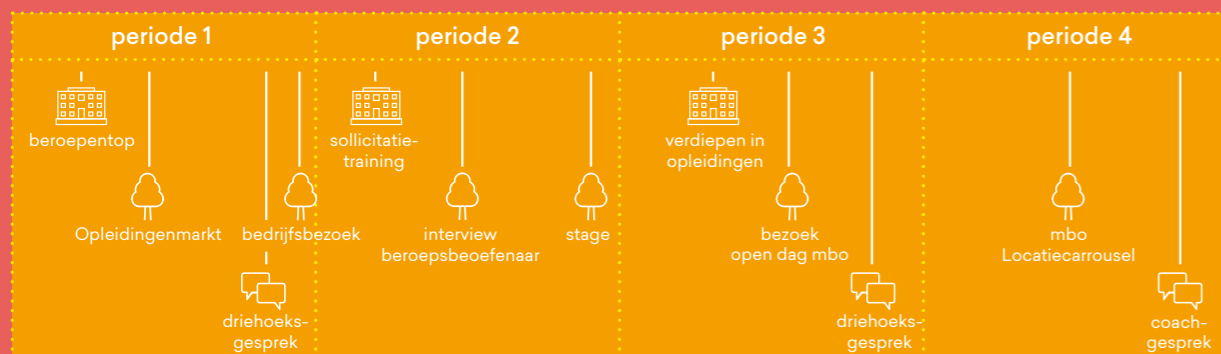 periode 1
periode 2
periode 3
periode 4
beroepentop
sollicitatie-
training
verdiepen in
opleidingen
Opleidingenmarkt
bedrijfsbezoek
interview
beroepsbeoefenaar
stage
bezoek
open dag mbo
mbo
Locatiecarrousel
driehoeks-
gesprek
driehoeks-
gesprek
coach-
gesprek